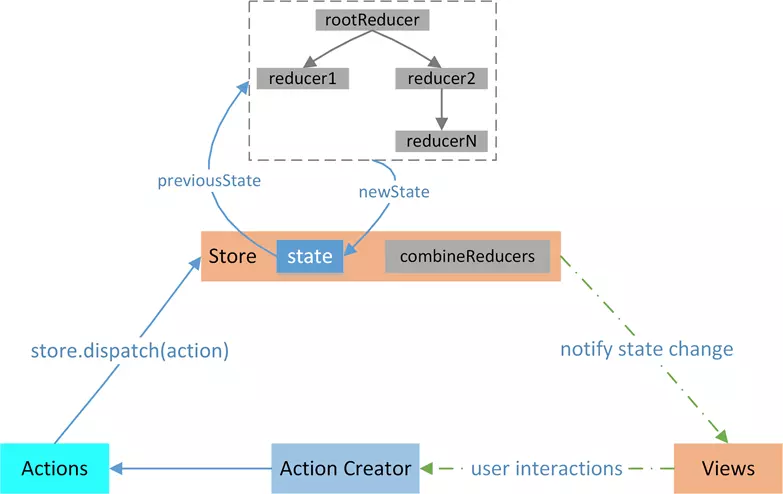 rootReducer
reducer1
reducer2
reducerN
previousState
newState
Store
state
combineReducers
store.dispatch(action)
notify state change
Actions
Action Creator
user interactions
Views